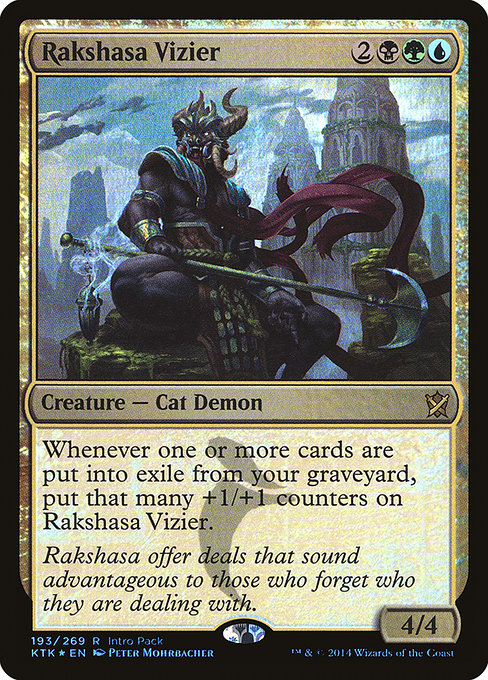 Rakshasa Vizier 2
Creature — Cat Demon
Whenever one or more cards are
put into exile from your graveyard,
put that many +1/+1 counters on
Rakshasa Vizier.
Rakshasa offer deals that sound
advantageous to those who forget who
they are dealing with.
4/4
193/269 R Intro Pack
KTK ★ EN Peter Mohrbacher
™ & © 2014 Wizards of the Coast